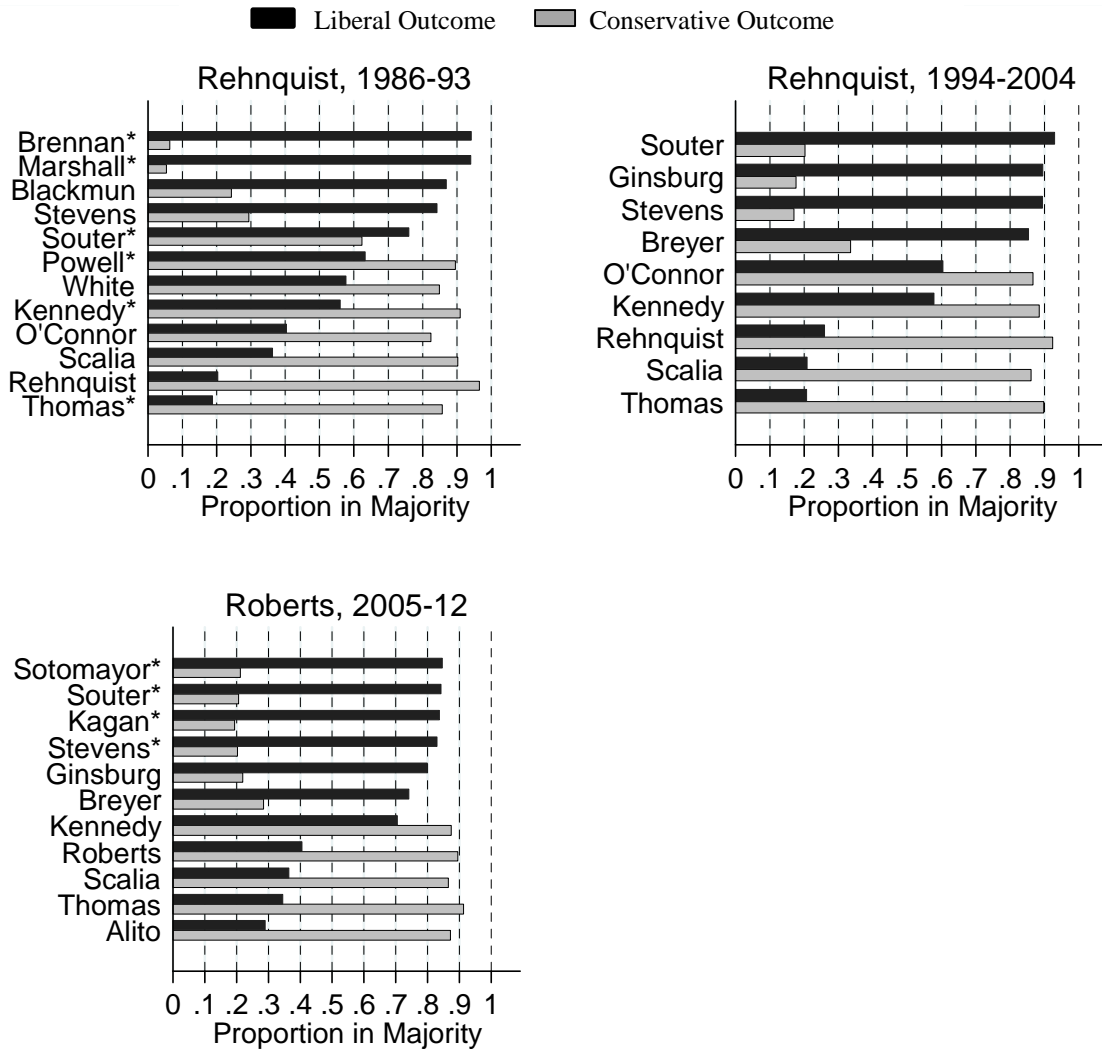 Liberal Outcome Conservative Outcome
Rehnquist, 1986-93
Brennan*
Marshall*
Blackmun
Stevens
Souter*
Powell*
White
Kennedy*
O'Connor
Scalia
Rehnquist
Thomas*
0 .1 .2 .3 .4 .5 .6 .7 .8 .9 1
Proportion in Majority
Rehnquist, 1994-2004
Souter
Ginsburg
Stevens
Breyer
O'Connor
Kennedy
Rehnquist
Scalia
Thomas
0 .1 .2 .3 .4 .5 .6 .7 .8 .9 1
Proportion in Majority
Roberts, 2005-12
Sotomayor*
Souter*
Kagan*
Stevens*
Ginsburg
Breyer
Kennedy
Roberts
Scalia
Thomas
Alito
0 .1 .2 .3 .4 .5 .6 .7 .8 .9 1
Proportion in Majority